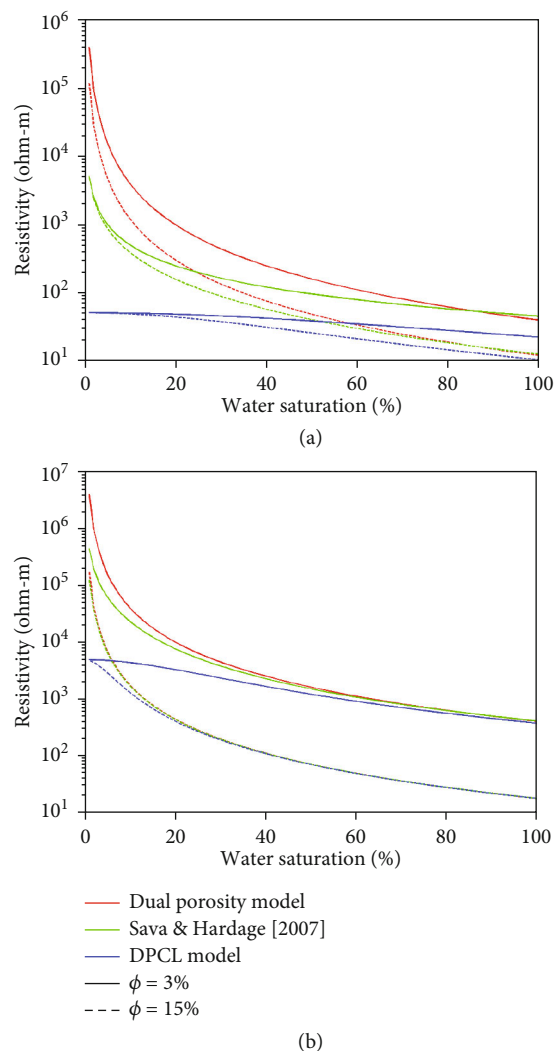 10^6
10^5
10^4
10^3
10^2
10^1
Resistivity (ohm-m)
0 20 40 60 80 100
Water saturation (%)
(a)
10^7
10^6
10^5
10^4
10^3
10^2
10^1
Resistivity (ohm-m)
0 20 40 60 80 100
Water saturation (%)
Dual porosity model
Sava & Hardage [2007]
DPCL model
ϕ = 3%
ϕ = 15%
(b)